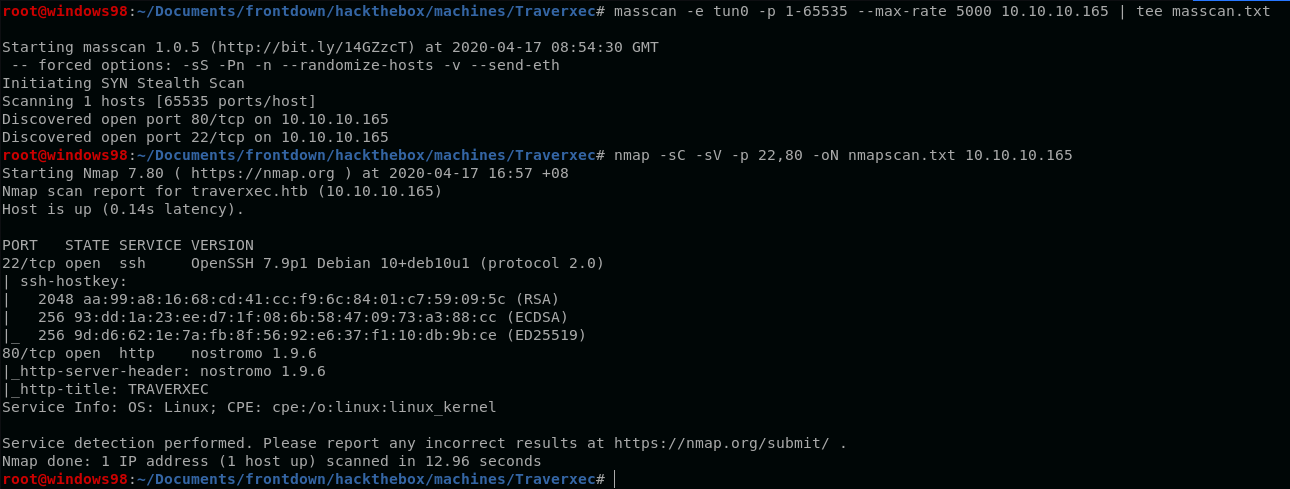 root@windows98:~/Documents/frontdown/hackthebox/machines/Traverxec# masscan -e tun0 -p 1-65535 --max-rate 5000 10.10.10.165 | tee masscan.txt
Starting masscan 1.0.5 (http://bit.ly/14GZzcT) at 2020-04-17 08:54:30 GMT
 -- forced options: -sS -Pn -n --randomize-hosts -v --send-eth
Initiating SYN Stealth Scan
Scanning 1 hosts [65535 ports/host]
Discovered open port 80/tcp on 10.10.10.165
Discovered open port 22/tcp on 10.10.10.165
root@windows98:~/Documents/frontdown/hackthebox/machines/Traverxec# nmap -sC -sV -p 22,80 -oN nmapscan.txt 10.10.10.165
Starting Nmap 7.80 ( https://nmap.org ) at 2020-04-17 16:57 +08
Nmap scan report for traverxec.htb (10.10.10.165)
Host is up (0.14s latency).
PORT   STATE SERVICE VERSION
22/tcp open  ssh     OpenSSH 7.9p1 Debian 10+deb10u1 (protocol 2.0)
| ssh-hostkey:
|   2048 aa:99:a8:16:68:cd:41:cc:f9:6c:84:01:c7:59:09:5c (RSA)
|   256 93:dd:1a:23:ee:d7:1f:08:6b:58:47:09:73:a3:88:cc (ECDSA)
|_  256 9d:d6:62:1e:7a:fb:8f:56:92:e6:37:f1:10:db:9b:ce (ED25519)
80/tcp open  http    nostromo 1.9.6
|_http-server-header: nostromo 1.9.6
|_http-title: TRAVERXEC
Service Info: OS: Linux; CPE: cpe:/o:linux:linux_kernel
Service detection performed. Please report any incorrect results at https://nmap.org/submit/ .
Nmap done: 1 IP address (1 host up) scanned in 12.96 seconds
root@windows98:~/Documents/frontdown/hackthebox/machines/Traverxec#